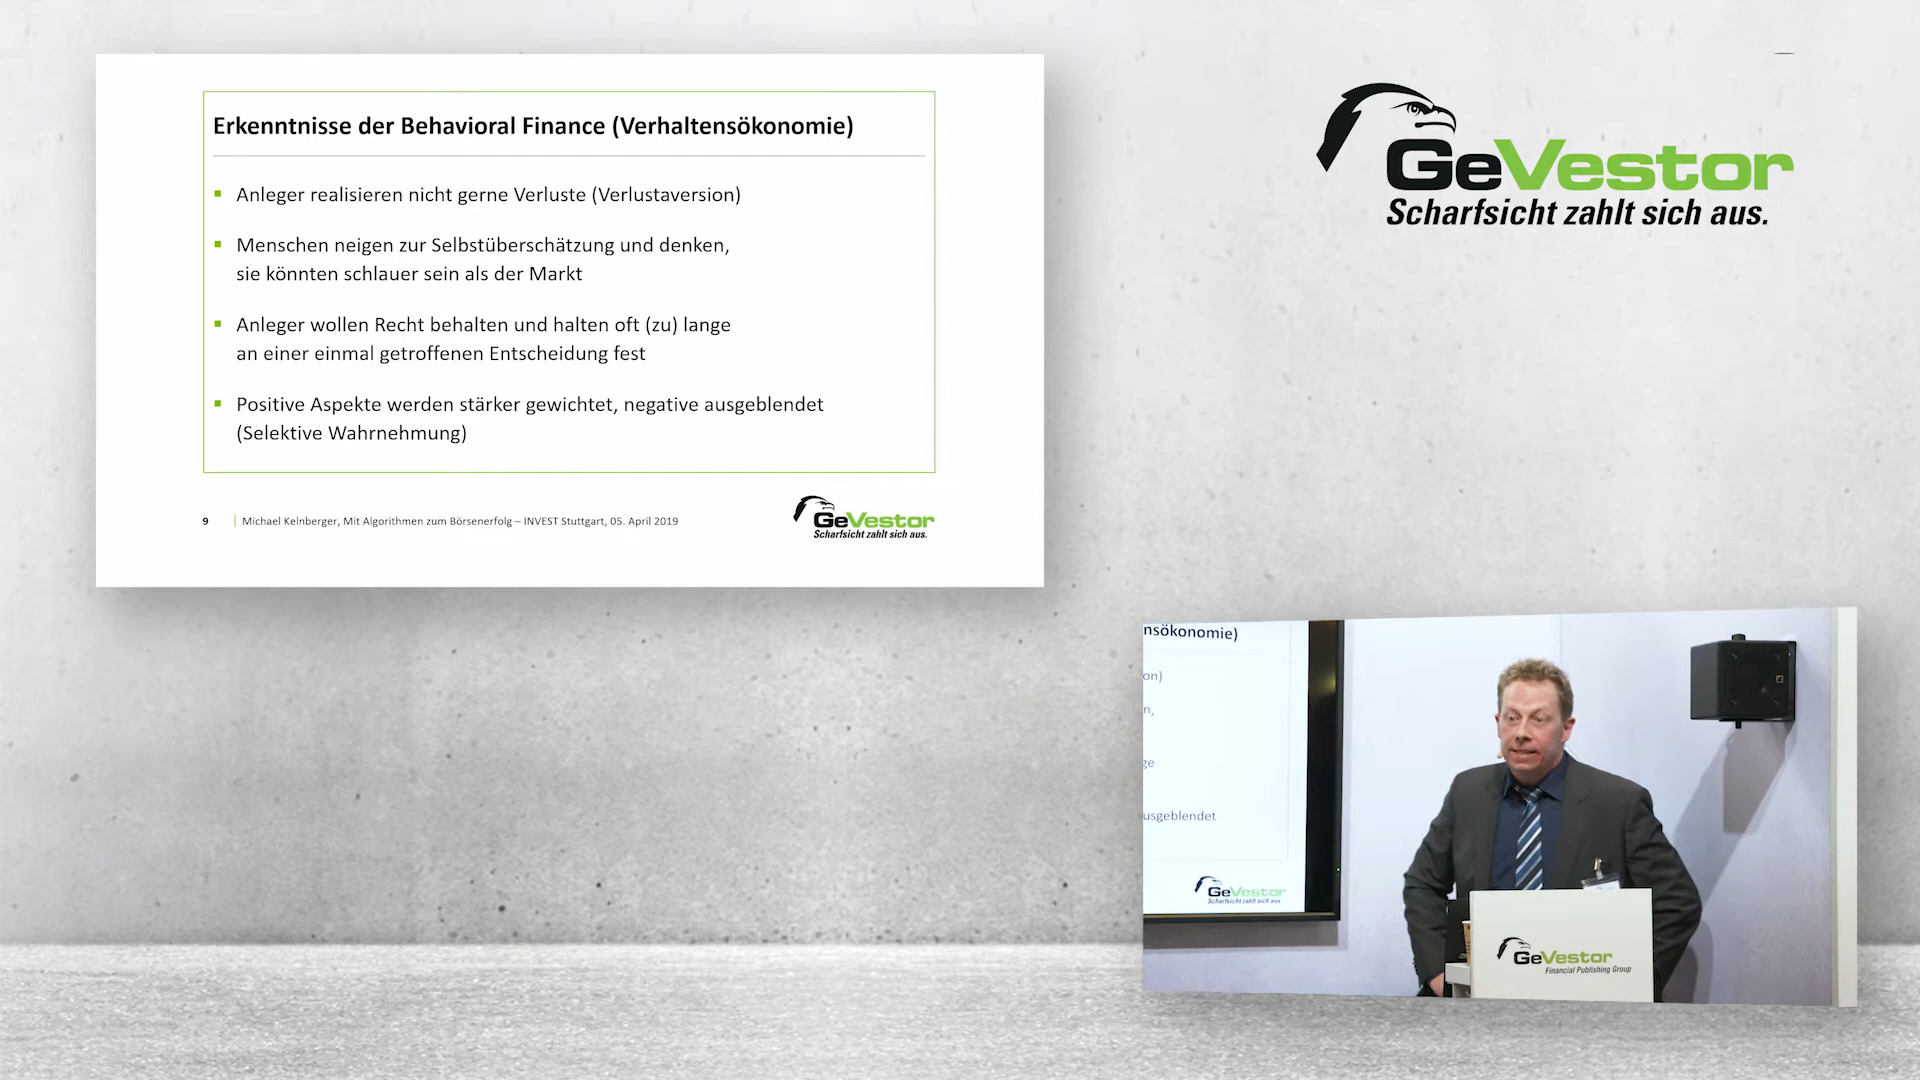 Erkenntnisse der Behavioral Finance (Verhaltensökonomie)
Anleger realisieren nicht gerne Verluste (Verlustaversion)
Menschen neigen zur Selbstüberschätzung und denken,
sie könnten schlauer sein als der Markt
Anleger wollen Recht behalten und halten oft (zu) lange
an einer einmal getroffenen Entscheidung fest
Positive Aspekte werden stärker gewichtet, negative ausgeblendet
(Selektive Wahrnehmung)
9 Michael Kelnberger, Mit Algorithmen zum Börsenerfolg – INVEST Stuttgart, 05. April 2019
GeVestor
Scharfsicht zahlt sich aus.
GeVestor
Scharfsicht zahlt sich aus.
nsökonomie)
on)
n,
ge
usgeblendet
GeVestor
Scharfsicht zahlt sich aus.
GeVestor
Financial Publishing Group